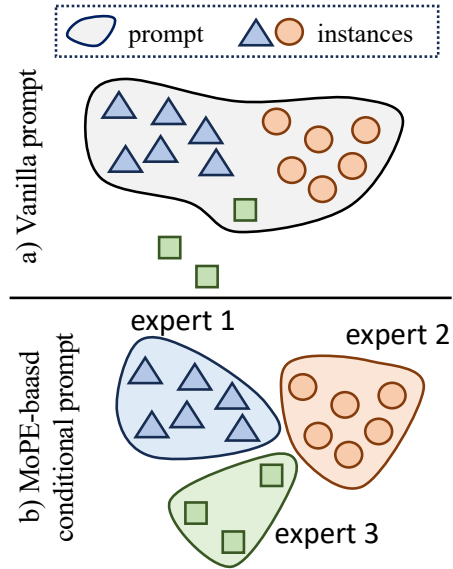 prompt
instances
a) Vanilla prompt
expert 1
expert 2
b) MoPE-baasd
conditional prompt
expert 3